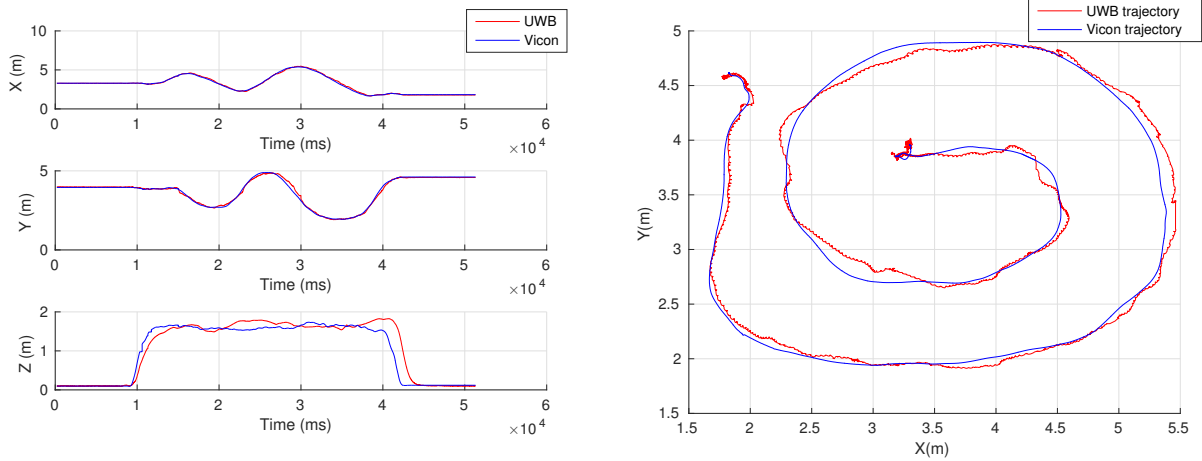 UWB
Vicon
10
5
0
X (m)
0 1 2 3 4 5 6
Time (ms)
×10^4
5
0
Y (m)
0 1 2 3 4 5 6
Time (ms)
×10^4
2
1
0
Z (m)
0 1 2 3 4 5 6
Time (ms)
×10^4
UWB trajectory
Vicon trajectory
5
4.5
4
3.5
3
2.5
2
1.5
Y(m)
1.5 2 2.5 3 3.5 4 4.5 5 5.5
X(m)